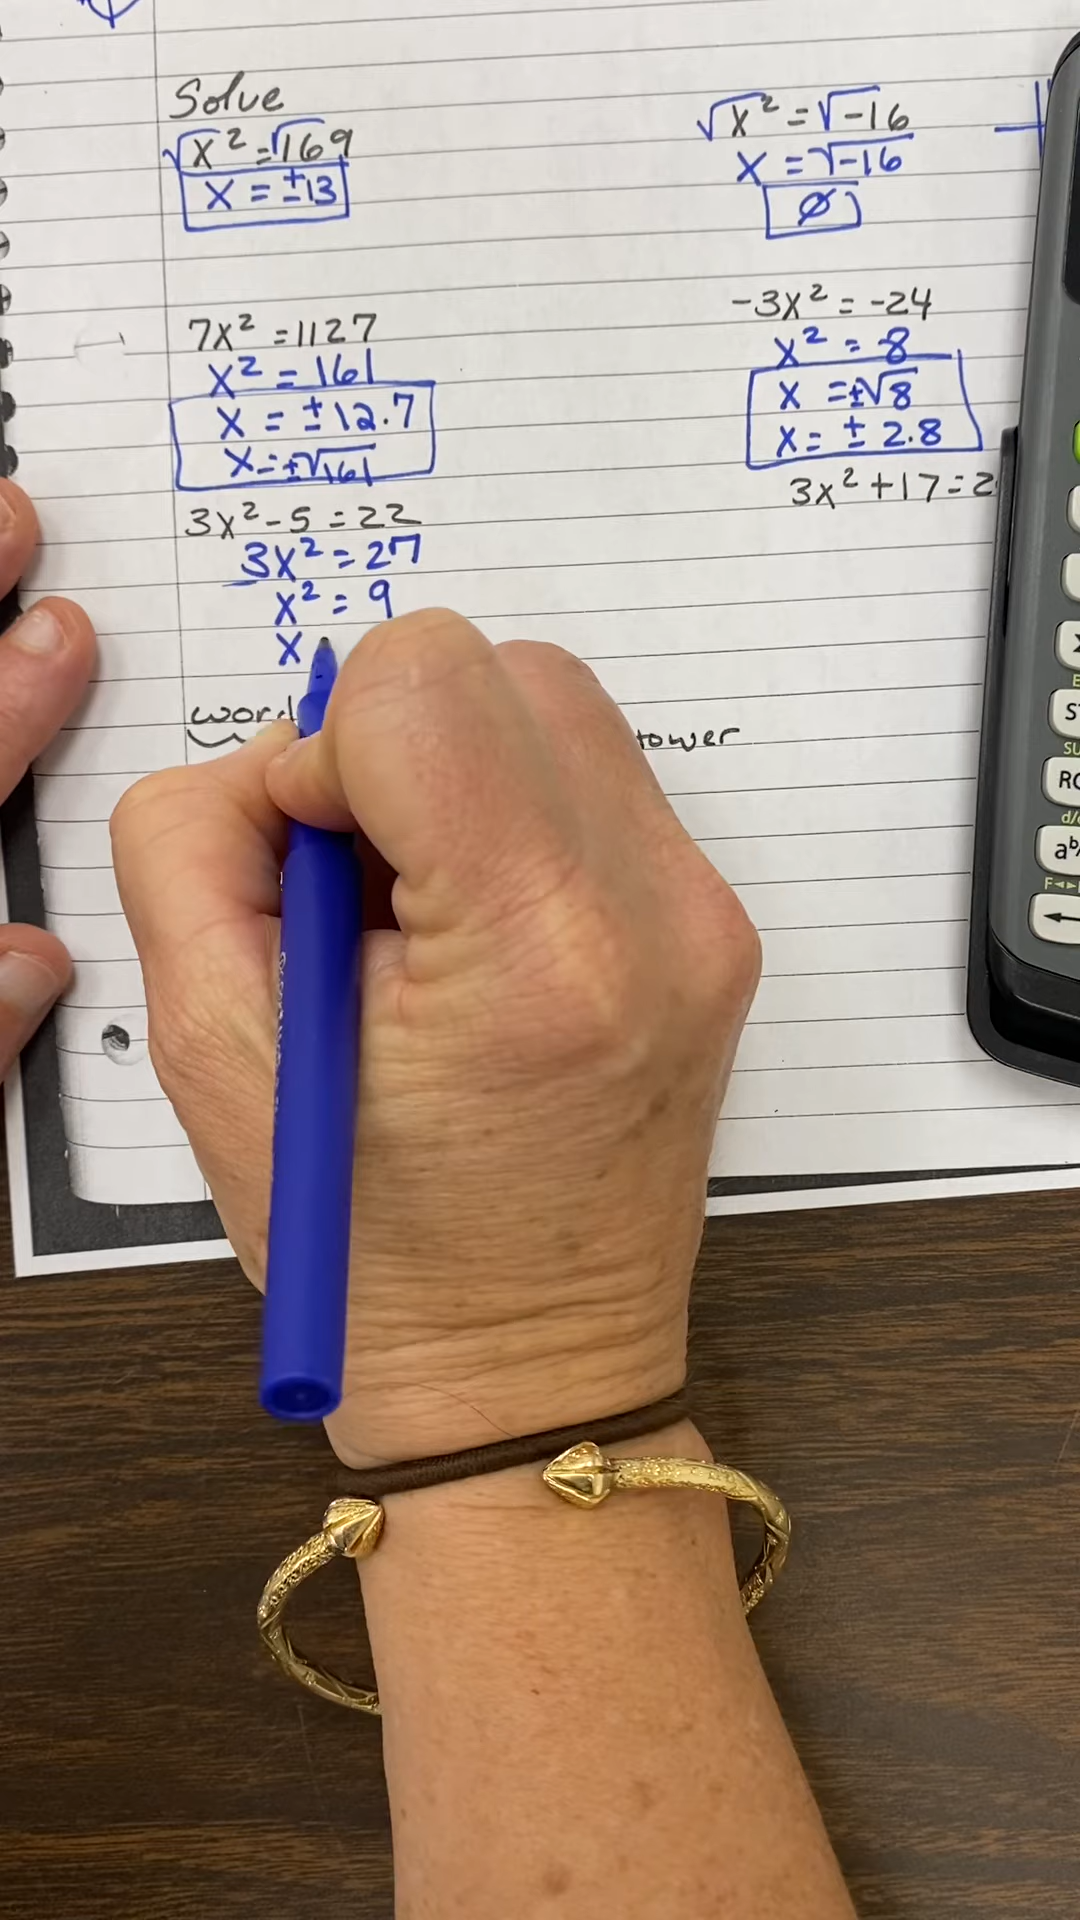 Solve
√x² = √169
x = ±13
√x² = √-16
x = √-16
∅
7x² = 1127
x² = 161
x = ± 12.7
x = ±√161
-3x² = -24
x² = 8
x = ±√8
x = ± 2.8
3x² - 5 = 22
3x² = 27
x² = 9
x
3x² + 17 = 2
word
tower